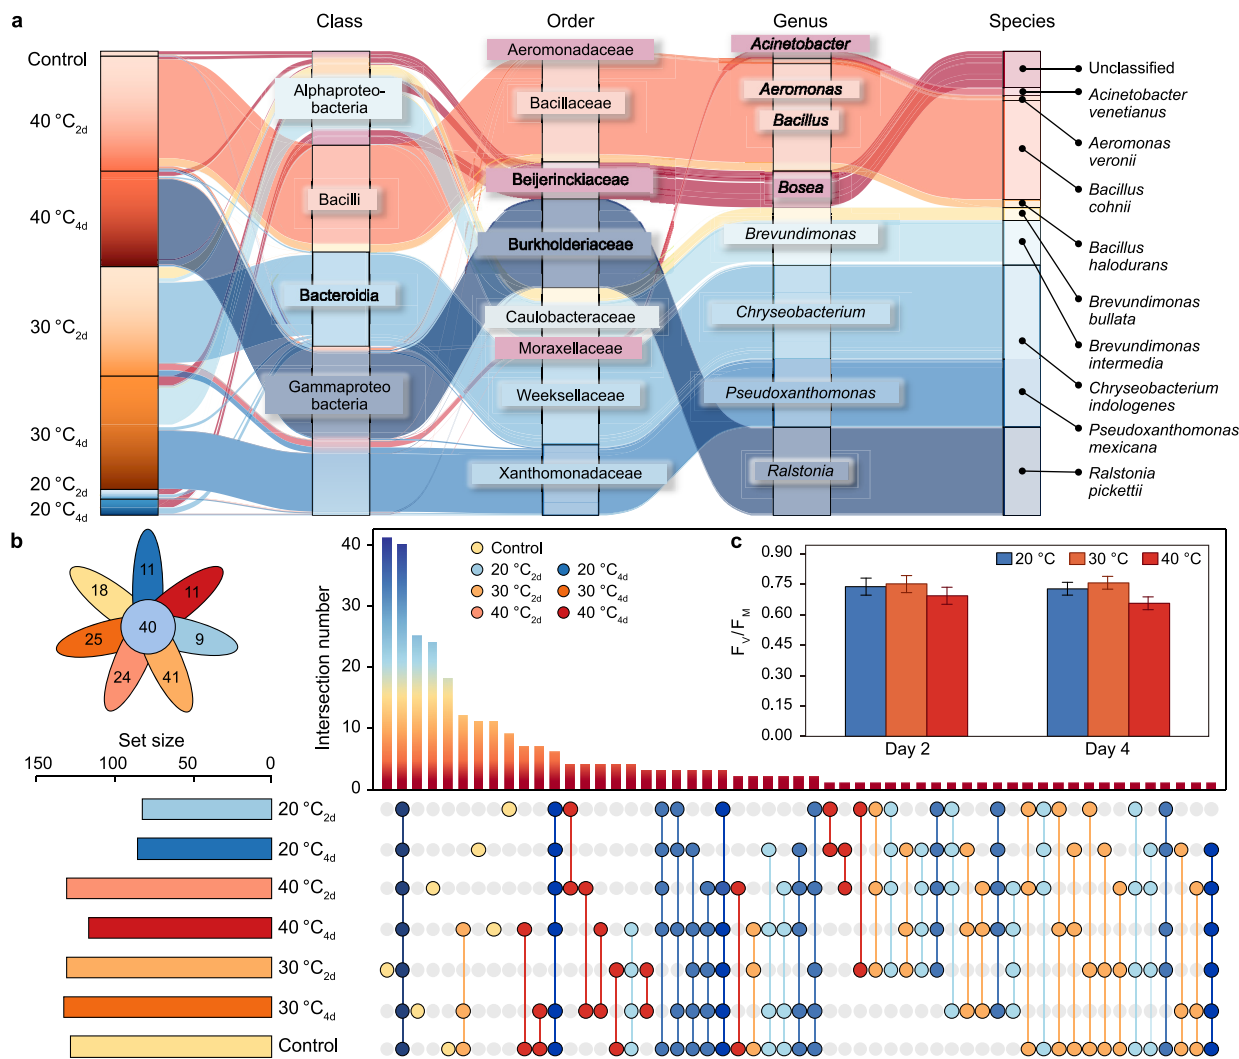 a
Class
Order
Genus
Species
Control
40 °C2d
40 °C4d
30 °C2d
30 °C4d
20 °C2d
20 °C4d
Alphaproteo-
bacteria
Bacilli
Bacteroidia
Gammaproteo
bacteria
Aeromonadaceae
Bacillaceae
Beijerinckiaceae
Burkholderiaceae
Caulobacteraceae
Moraxellaceae
Weeksellaceae
Xanthomonadaceae
Acinetobacter
Aeromonas
Bacillus
Bosea
Brevundimonas
Chryseobacterium
Pseudoxanthomonas
Ralstonia
Unclassified
Acinetobacter
venetianus
Aeromonas
veronii
Bacillus
cohnii
Bacillus
halodurans
Brevundimonas
bullata
Brevundimonas
intermedia
Chryseobacterium
indologenes
Pseudoxanthomonas
mexicana
Ralstonia
pickettii
b
11
18
11
40
25
9
24
41
Set size
150
100
50
0
20 °C2d
20 °C4d
40 °C2d
40 °C4d
30 °C2d
30 °C4d
Control
Intersection number
40
30
20
10
0
Control
20 °C2d
20 °C4d
30 °C2d
30 °C4d
40 °C2d
40 °C4d
c
FV/FM
0.90
0.75
0.60
0.45
0.30
0.15
0.00
20 °C
30 °C
40 °C
Day 2
Day 4